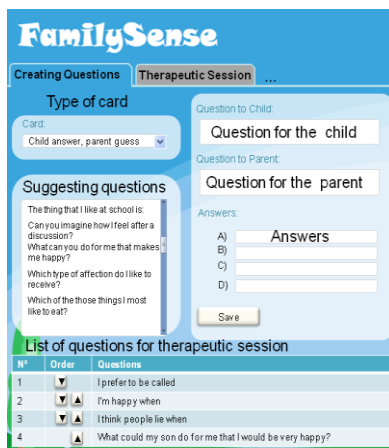 FamilySense
Creating Questions
Therapeutic Session
...
Type of card
Card:
Child answer, parent guess
Suggesting questions
The thing that I like at school is:
Can you imagine how I feel after a
discussion?
What can you do for me that makes
me happy?
Which type of affection do I like to
receive?
Which of the those things I most
like to eat?
Question to Child:
Question for the child
Question to Parent:
Question for the parent
Answers:
A) Answers
B)
C)
D)
Save
List of questions for therapeutic session
Nº Order Questions
1 I prefer to be called
2 I'm happy when
3 I think people lie when
4 What could my son do for me that I would be very happy?